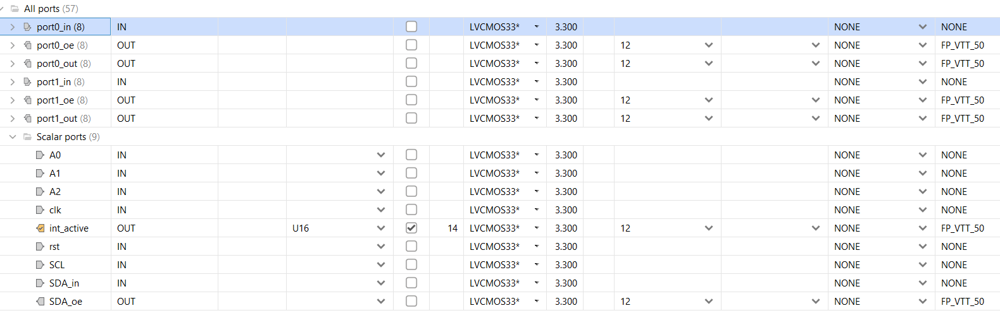 All ports (57)
port0_in (8) IN LVCMOS33* 3.300 NONE NONE
port0_oe (8) OUT LVCMOS33* 3.300 12 NONE FP_VTT_50
port0_out (8) OUT LVCMOS33* 3.300 12 NONE FP_VTT_50
port1_in (8) IN LVCMOS33* 3.300 NONE NONE
port1_oe (8) OUT LVCMOS33* 3.300 12 NONE FP_VTT_50
port1_out (8) OUT LVCMOS33* 3.300 12 NONE FP_VTT_50
Scalar ports (9)
A0 IN LVCMOS33* 3.300 NONE NONE
A1 IN LVCMOS33* 3.300 NONE NONE
A2 IN LVCMOS33* 3.300 NONE NONE
clk IN LVCMOS33* 3.300 NONE NONE
int_active OUT U16 14 LVCMOS33* 3.300 12 NONE FP_VTT_50
rst IN LVCMOS33* 3.300 NONE NONE
SCL IN LVCMOS33* 3.300 NONE NONE
SDA_in IN LVCMOS33* 3.300 NONE NONE
SDA_oe OUT LVCMOS33* 3.300 12 NONE FP_VTT_50